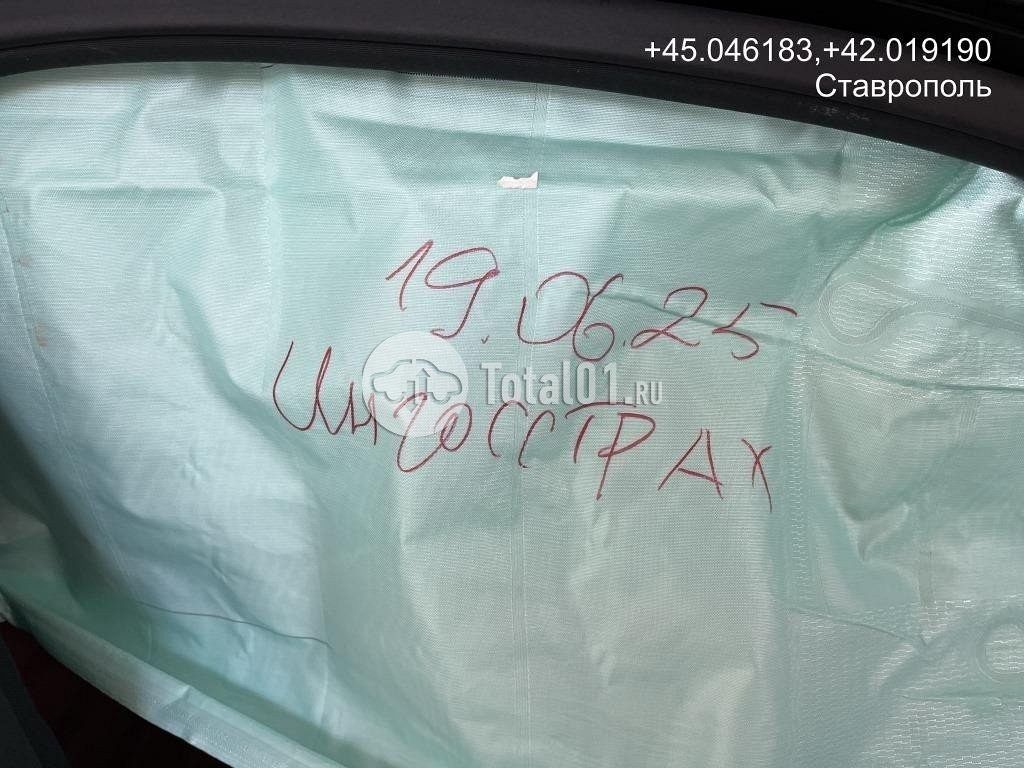 +45.046183,+42.019190
Ставрополь
19.06.25
Total01.RU
Ингосстрах